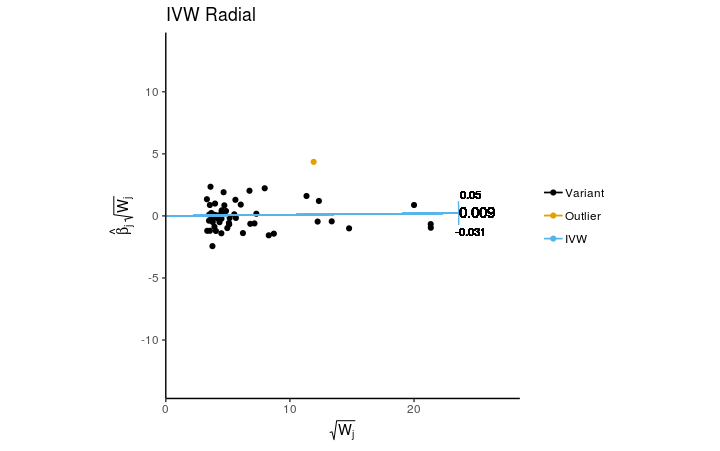 IVW Radial
10
5
0
-5
-10
β̂j√Wj
0.05
0.009
-0.031
Variant
Outlier
IVW
0
10
20
√Wj